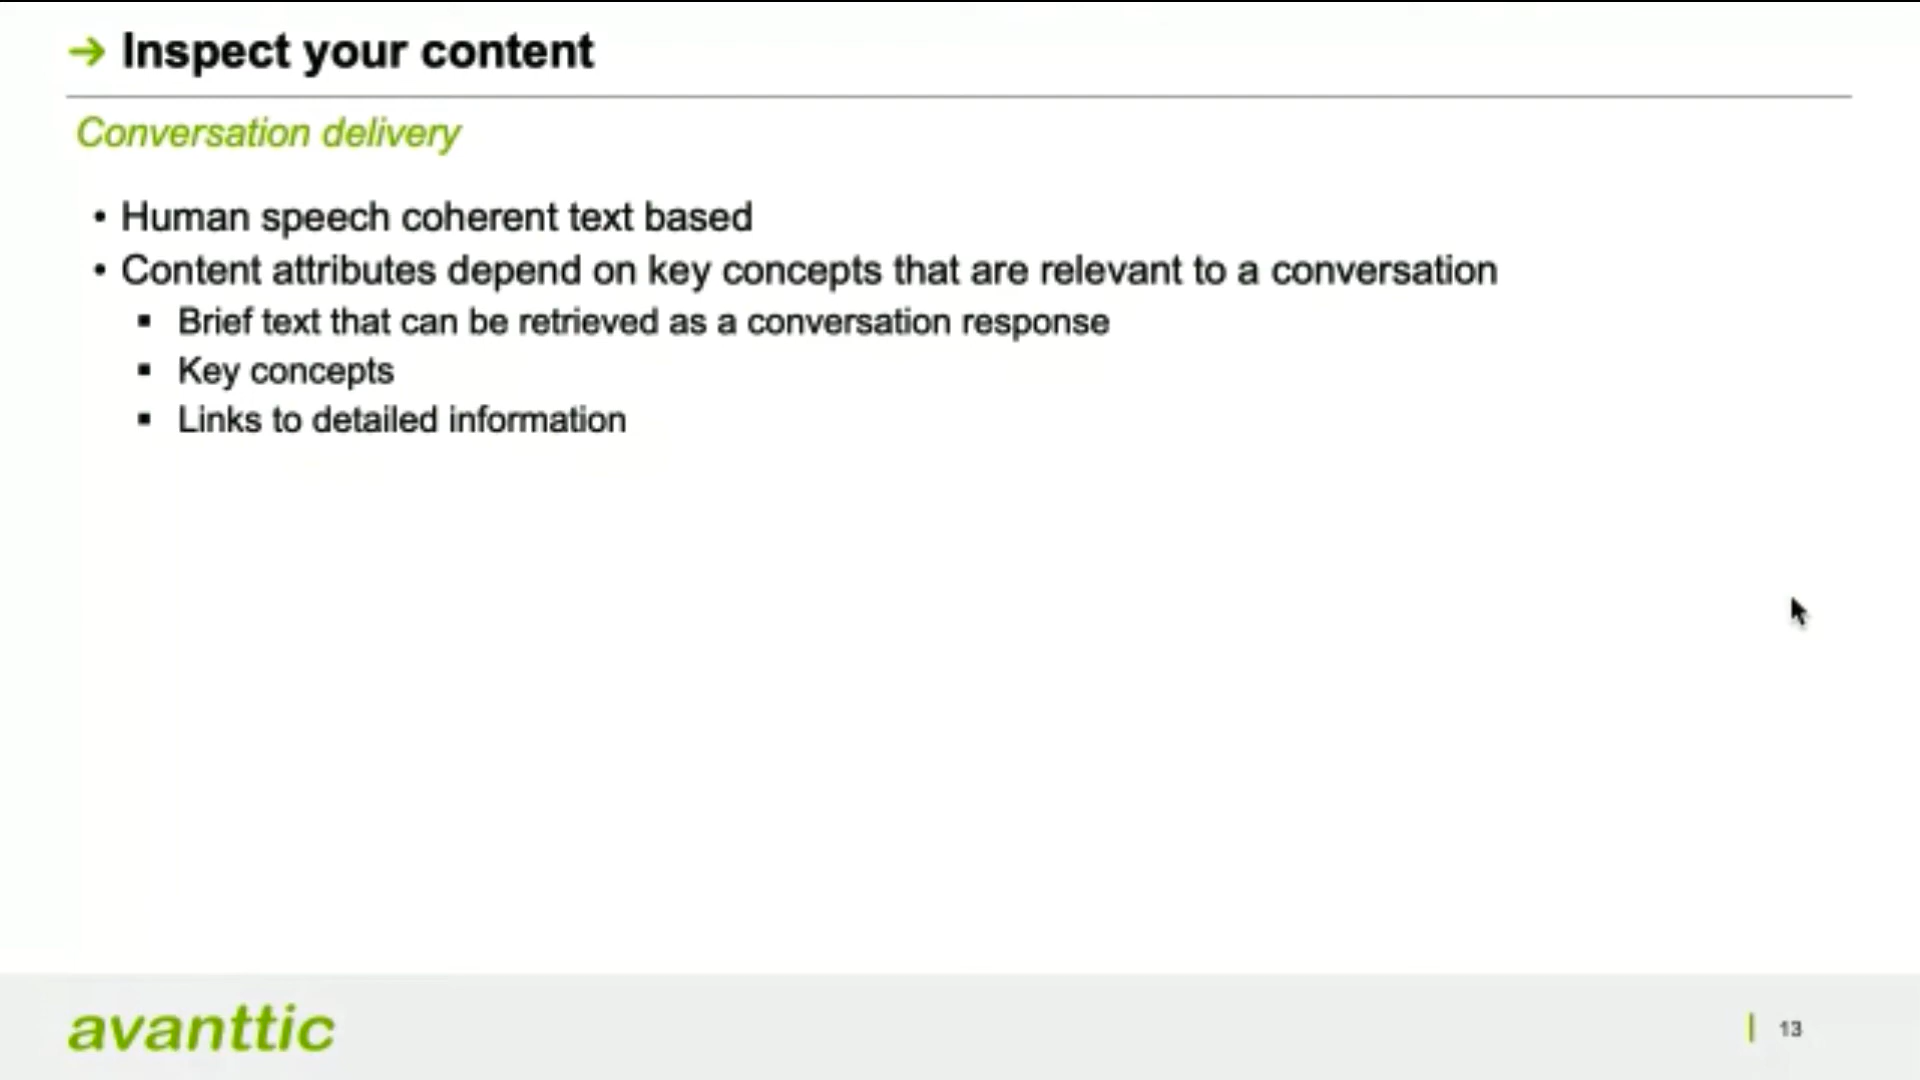 Inspect your content
Conversation delivery
• Human speech coherent text based
• Content attributes depend on key concepts that are relevant to a conversation
▪ Brief text that can be retrieved as a conversation response
▪ Key concepts
▪ Links to detailed information
avanttic
13